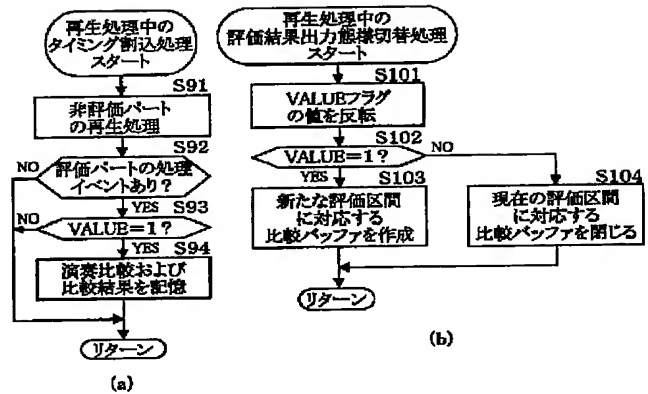 再生処理中の
タイミング割込処理
スタート
S91
非評価パート
の再生処理
S92
NO
評価パートの処理
イベントあり？
YES
S93
NO
VALUE=1？
YES
S94
演奏比較および
比較結果を記憶
リターン
(a)
再生処理中の
評価結果出力態様切替処理
スタート
S101
VALUEフラグ
の値を反転
S102
VALUE=1？
NO
YES
S103
新たな評価区間
に対応する
比較バッファを作成
S104
現在の評価区間
に対応する
比較バッファを閉じる
リターン
(b)